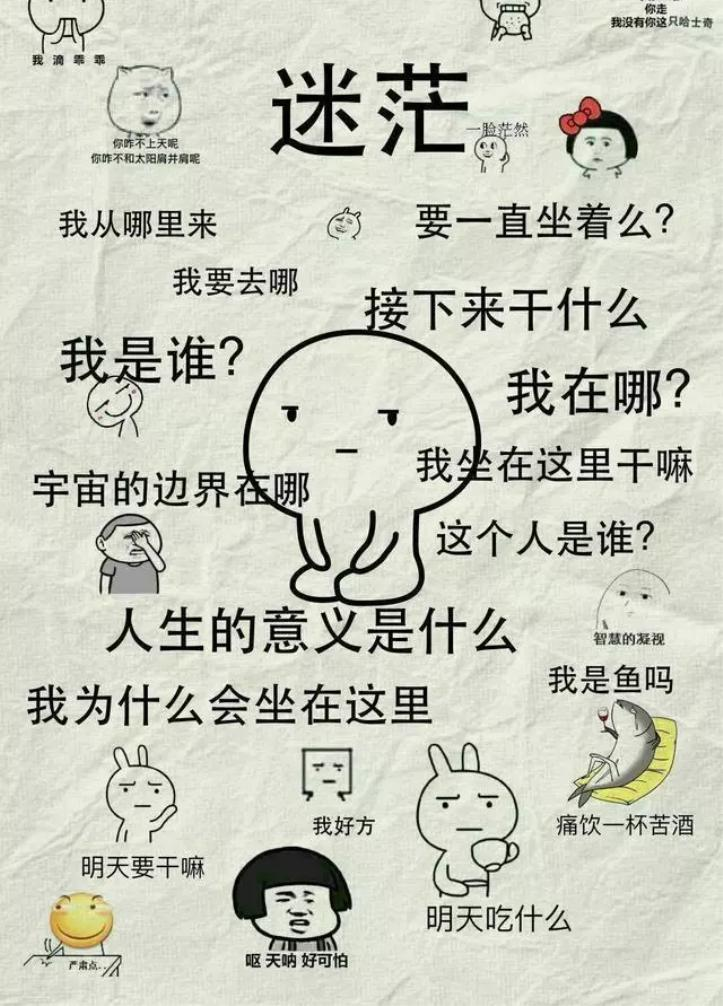 你走
我没有你这只哈士奇
我滴乖乖
迷茫
一脸茫然
你咋不上天呢
你咋不和太阳肩并肩呢
我从哪里来
要一直坐着么?
我要去哪
接下来干什么
我是谁?
我在哪?
我坐在这里干嘛
宇宙的边界在哪
这个人是谁?
人生的意义是什么
智慧的凝视
我是鱼吗
我为什么会坐在这里
我好方
痛饮一杯苦酒
明天要干嘛
明天吃什么
呕 天呐 好可怕
严肃点..